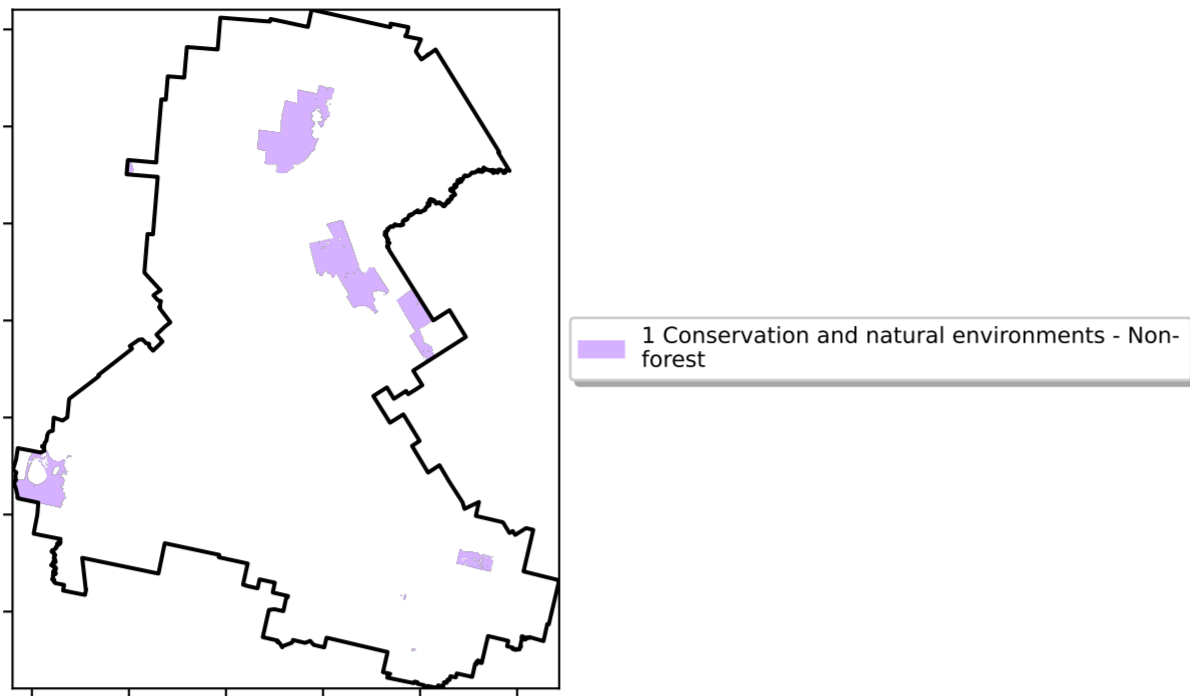 1 Conservation and natural environments - Non-
forest